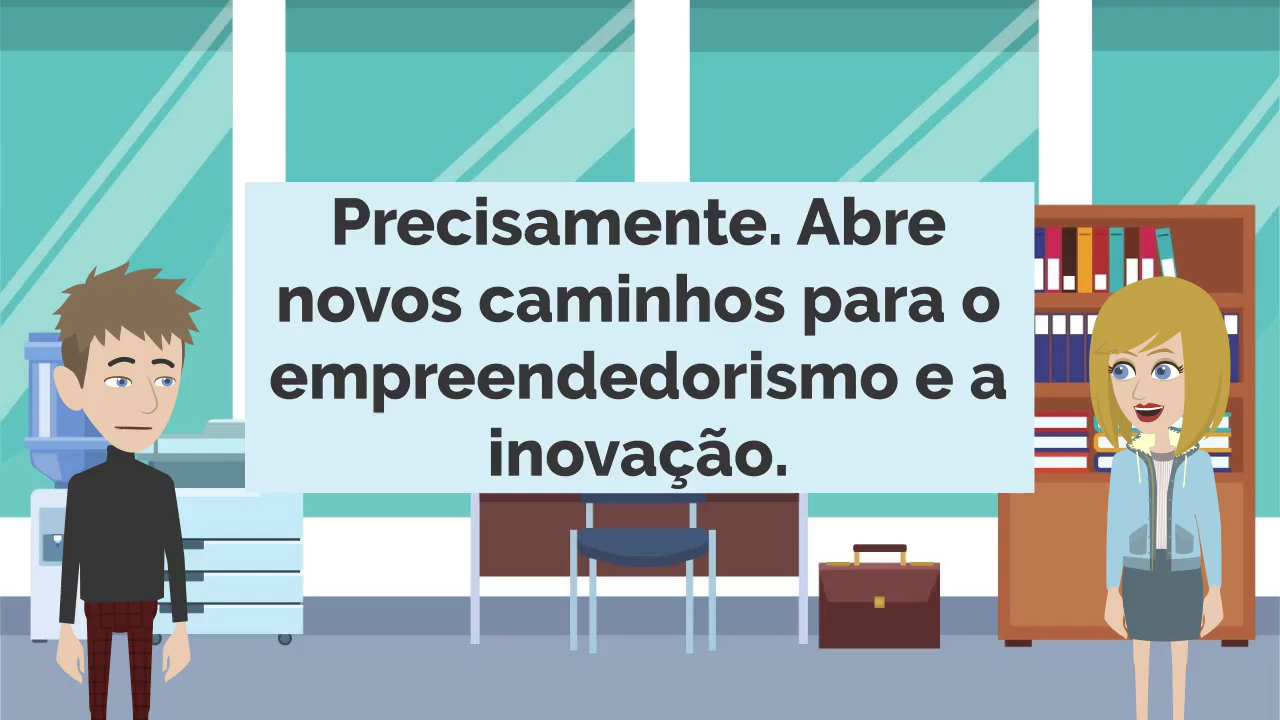 Precisamente. Abre
novos caminhos para o
empreendedorismo e a
inovação.